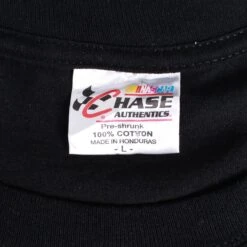 NASCAR
CHASE
AUTHENTICS
Pre-shrunk
100% COTTON
MADE IN HONDURAS
- L -